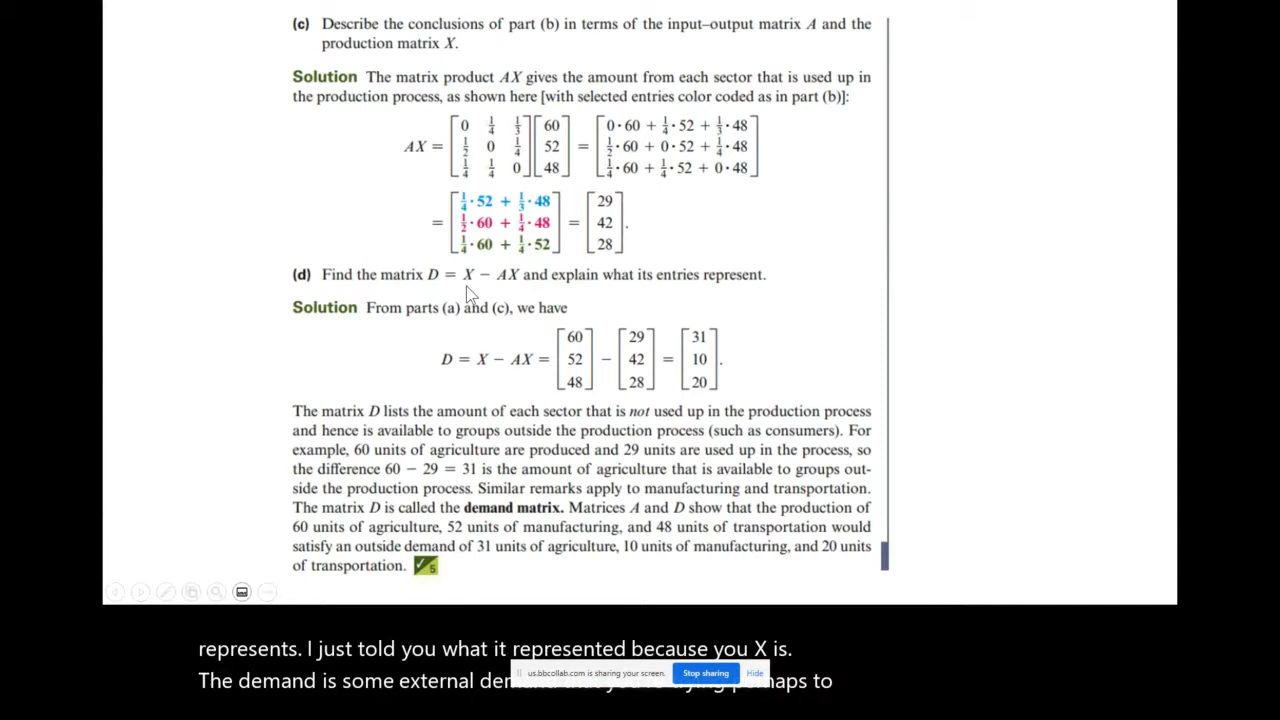 (c) Describe the conclusions of part (b) in terms of the input–output matrix A and the
production matrix X.
Solution The matrix product AX gives the amount from each sector that is used up in
the production process, as shown here [with selected entries color coded as in part (b)]:
AX = [0 1/4 1/3; 1/2 0 1/4; 1/4 1/4 0] [60; 52; 48] = [0·60 + 1/4·52 + 1/3·48; 1/2·60 + 0·52 + 1/4·48; 1/4·60 + 1/4·52 + 0·48]
= [1/4·52 + 1/3·48; 1/2·60 + 1/4·48; 1/4·60 + 1/4·52] = [29; 42; 28].
(d) Find the matrix D = X − AX and explain what its entries represent.
Solution From parts (a) and (c), we have
D = X − AX = [60; 52; 48] − [29; 42; 28] = [31; 10; 20].
The matrix D lists the amount of each sector that is not used up in the production process
and hence is available to groups outside the production process (such as consumers). For
example, 60 units of agriculture are produced and 29 units are used up in the process, so
the difference 60 − 29 = 31 is the amount of agriculture that is available to groups out-
side the production process. Similar remarks apply to manufacturing and transportation.
The matrix D is called the demand matrix. Matrices A and D show that the production of
60 units of agriculture, 52 units of manufacturing, and 48 units of transportation would
satisfy an outside demand of 31 units of agriculture, 10 units of manufacturing, and 20 units
of transportation. ✓5
represents. I just told you what it represented because you X is.
us.bbcollab.com is sharing your screen. Stop sharing Hide
The demand is some external to